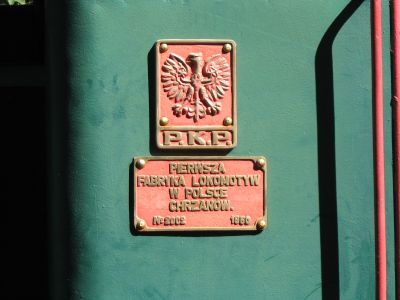 P.K.P.
PIERWSZA
FABRYKA LOKOMOTYW
W POLSCE
CHRZANÓW.
No 2002 1950